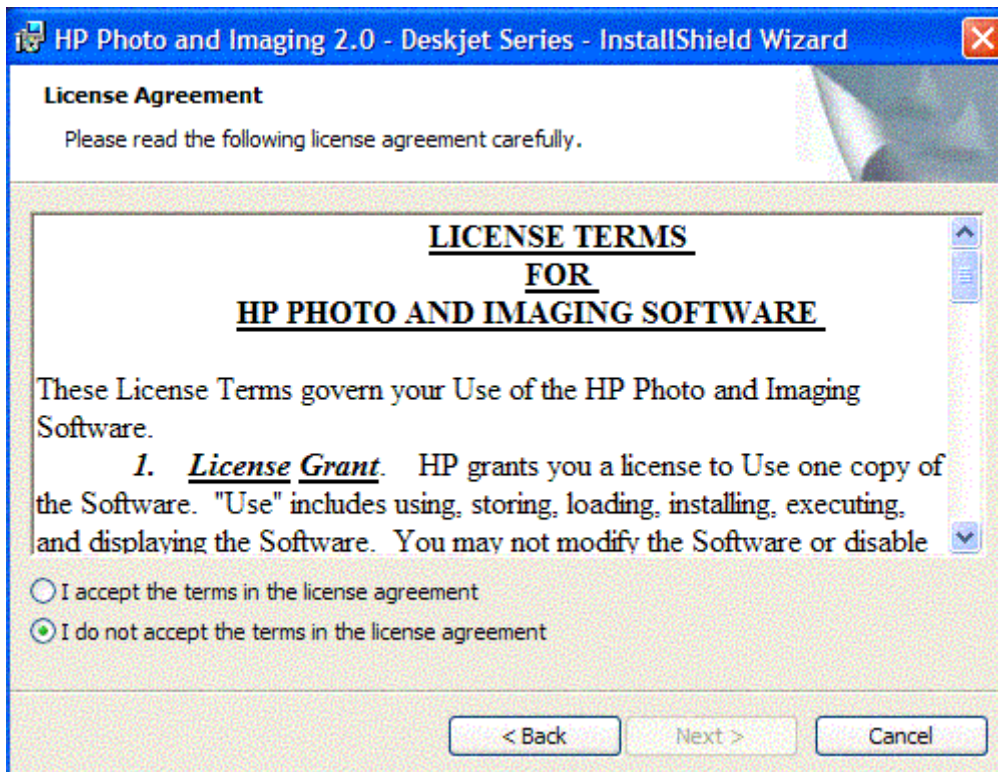 HP Photo and Imaging 2.0 - Deskjet Series - InstallShield Wizard
License Agreement
Please read the following license agreement carefully.
LICENSE TERMS
FOR
HP PHOTO AND IMAGING SOFTWARE
These License Terms govern your Use of the HP Photo and Imaging
Software.
1. License Grant. HP grants you a license to Use one copy of
the Software. "Use" includes using, storing, loading, installing, executing,
and displaying the Software. You may not modify the Software or disable
I accept the terms in the license agreement
I do not accept the terms in the license agreement
< Back Next > Cancel